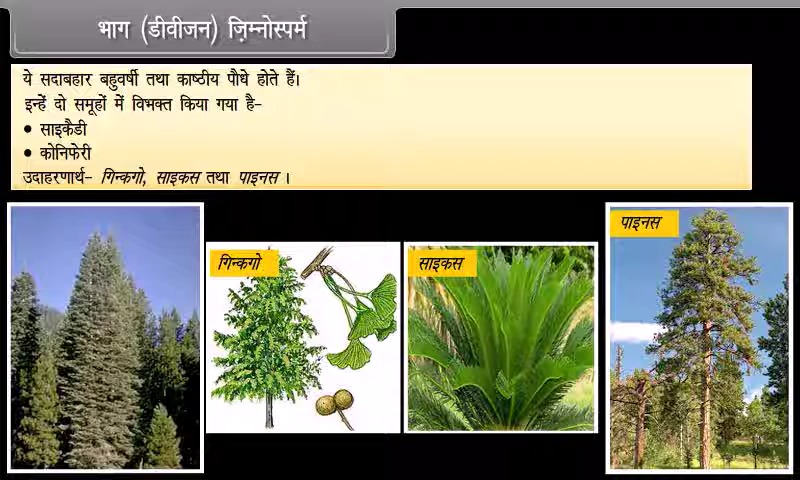 भाग (डीवीजन) ज़िम्नोस्पर्म
ये सदाबहार बहुवर्षी तथा काष्ठीय पौधे होते हैं।
इन्हें दो समूहों में विभक्त किया गया है-
• साइकैडी
• कोनिफेरी
उदाहरणार्थ- गिन्कगो, साइकस तथा पाइनस ।
गिन्कगो
साइकस
पाइनस